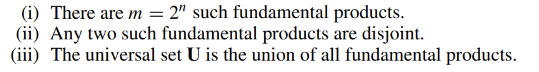 (i) There are m = 2ⁿ such fundamental products.
(ii) Any two such fundamental products are disjoint.
(iii) The universal set U is the union of all fundamental products.